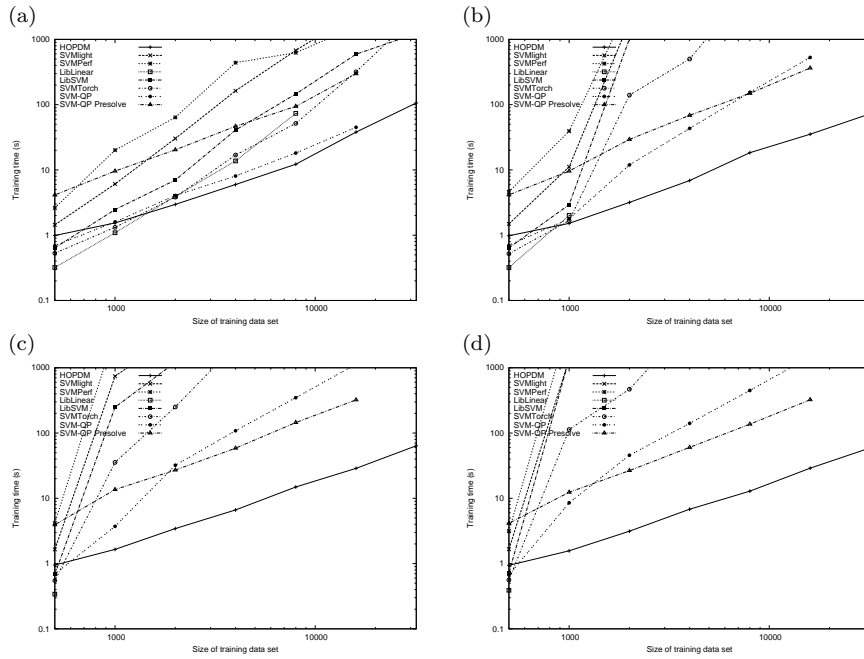 (a)
1000
100
10
1
0.1
1000
10000
Training time (s)
Size of training data set
HOPDM
SVMlight
SVMPerf
LibLinear
LibSVM
SVMTorch
SVM-QP
SVM-QP Presolve
(b)
1000
100
10
1
0.1
1000
10000
Training time (s)
Size of training data set
HOPDM
SVMlight
SVMPerf
LibLinear
LibSVM
SVMTorch
SVM-QP
SVM-QP Presolve
(c)
1000
100
10
1
0.1
1000
10000
Training time (s)
Size of training data set
HOPDM
SVMlight
SVMPerf
LibLinear
LibSVM
SVMTorch
SVM-QP
SVM-QP Presolve
(d)
1000
100
10
1
0.1
1000
10000
Training time (s)
Size of training data set
HOPDM
SVMlight
SVMPerf
LibLinear
LibSVM
SVMTorch
SVM-QP
SVM-QP Presolve